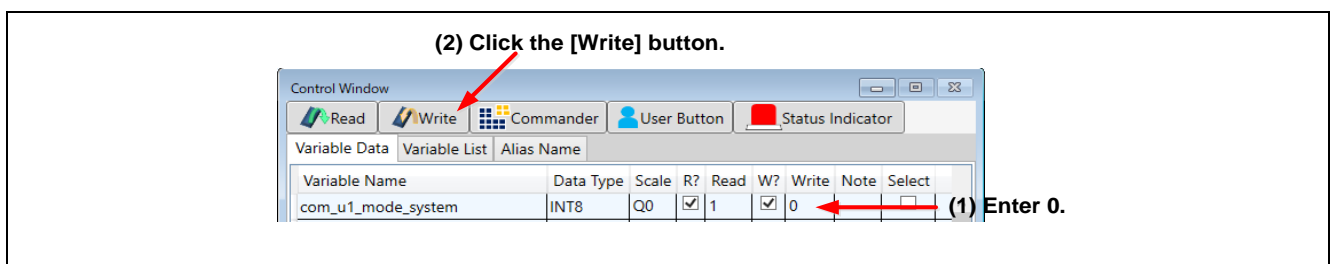 (2) Click the [Write] button.
Control Window
Read Write Commander User Button Status Indicator
Variable Data Variable List Alias Name
Variable Name Data Type Scale R? Read W? Write Note Select
com_u1_mode_system INT8 Q0 1 0
(1) Enter 0.